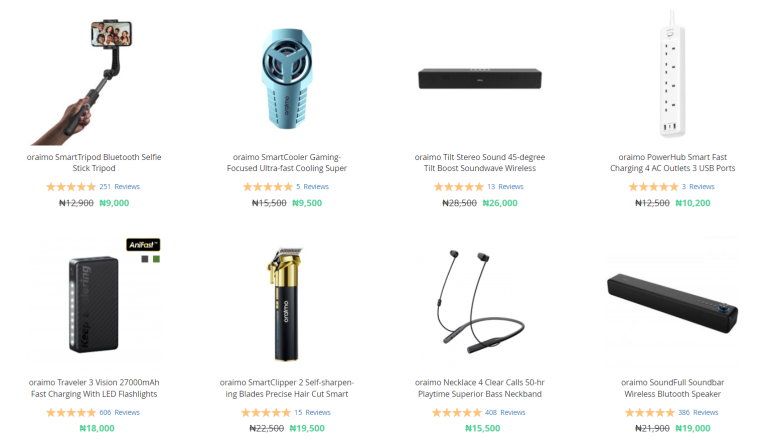 oraimo SmartTripod Bluetooth Selfie
Stick Tripod
251 Reviews
₦12,900 ₦9,000
oraimo
oraimo SmartCooler Gaming-
Focused Ultra-fast Cooling Super
5 Reviews
₦15,500 ₦9,500
oraimo Tilt Stereo Sound 45-degree
Tilt Boost Soundwave Wireless
13 Reviews
₦28,500 ₦26,000
oraimo PowerHub Smart Fast
Charging 4 AC Outlets 3 USB Ports
3 Reviews
₦12,500 ₦10,200
AniFast™
oraimo Traveler 3 Vision 27000mAh
Fast Charging With LED Flashlights
606 Reviews
₦18,000
oraimo
oraimo SmartClipper 2 Self-sharpen-
ing Blades Precise Hair Cut Smart
15 Reviews
₦22,500 ₦19,500
oraimo Necklace 4 Clear Calls 50-hr
Playtime Superior Bass Neckband
408 Reviews
₦15,500
oraimo SoundFull Soundbar
Wireless Blutooth Speaker
386 Reviews
₦21,900 ₦19,000